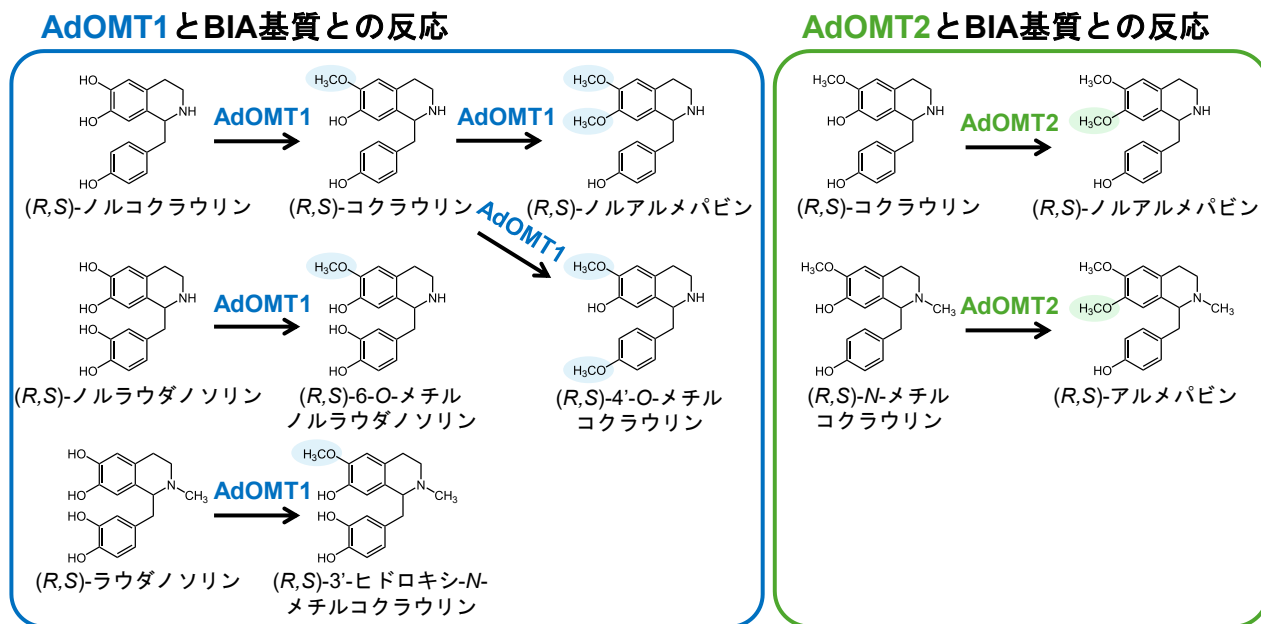 AdOMT1とBIA基質との反応
HO
HO
NH
HO
(R,S)-ノルコクラウリン
AdOMT1
H₃CO
HO
NH
HO
(R,S)-コクラウリン
AdOMT1
H₃CO
H₃CO
NH
HO
(R,S)-ノルアルメパビン
AdOMT1
H₃CO
HO
NH
H₃CO
(R,S)-4'-O-メチル
コクラウリン
HO
HO
NH
HO
HO
(R,S)-ノルラウダノソリン
AdOMT1
H₃CO
HO
NH
HO
HO
(R,S)-6-O-メチル
ノルラウダノソリン
HO
HO
N
CH₃
HO
HO
(R,S)-ラウダノソリン
AdOMT1
H₃CO
HO
N
CH₃
HO
HO
(R,S)-3'-ヒドロキシ-N-
メチルコクラウリン
AdOMT2とBIA基質との反応
H₃CO
HO
NH
HO
(R,S)-コクラウリン
AdOMT2
H₃CO
H₃CO
NH
HO
(R,S)-ノルアルメパビン
H₃CO
HO
N
CH₃
HO
(R,S)-N-メチル
コクラウリン
AdOMT2
H₃CO
H₃CO
N
CH₃
HO
(R,S)-アルメパビン